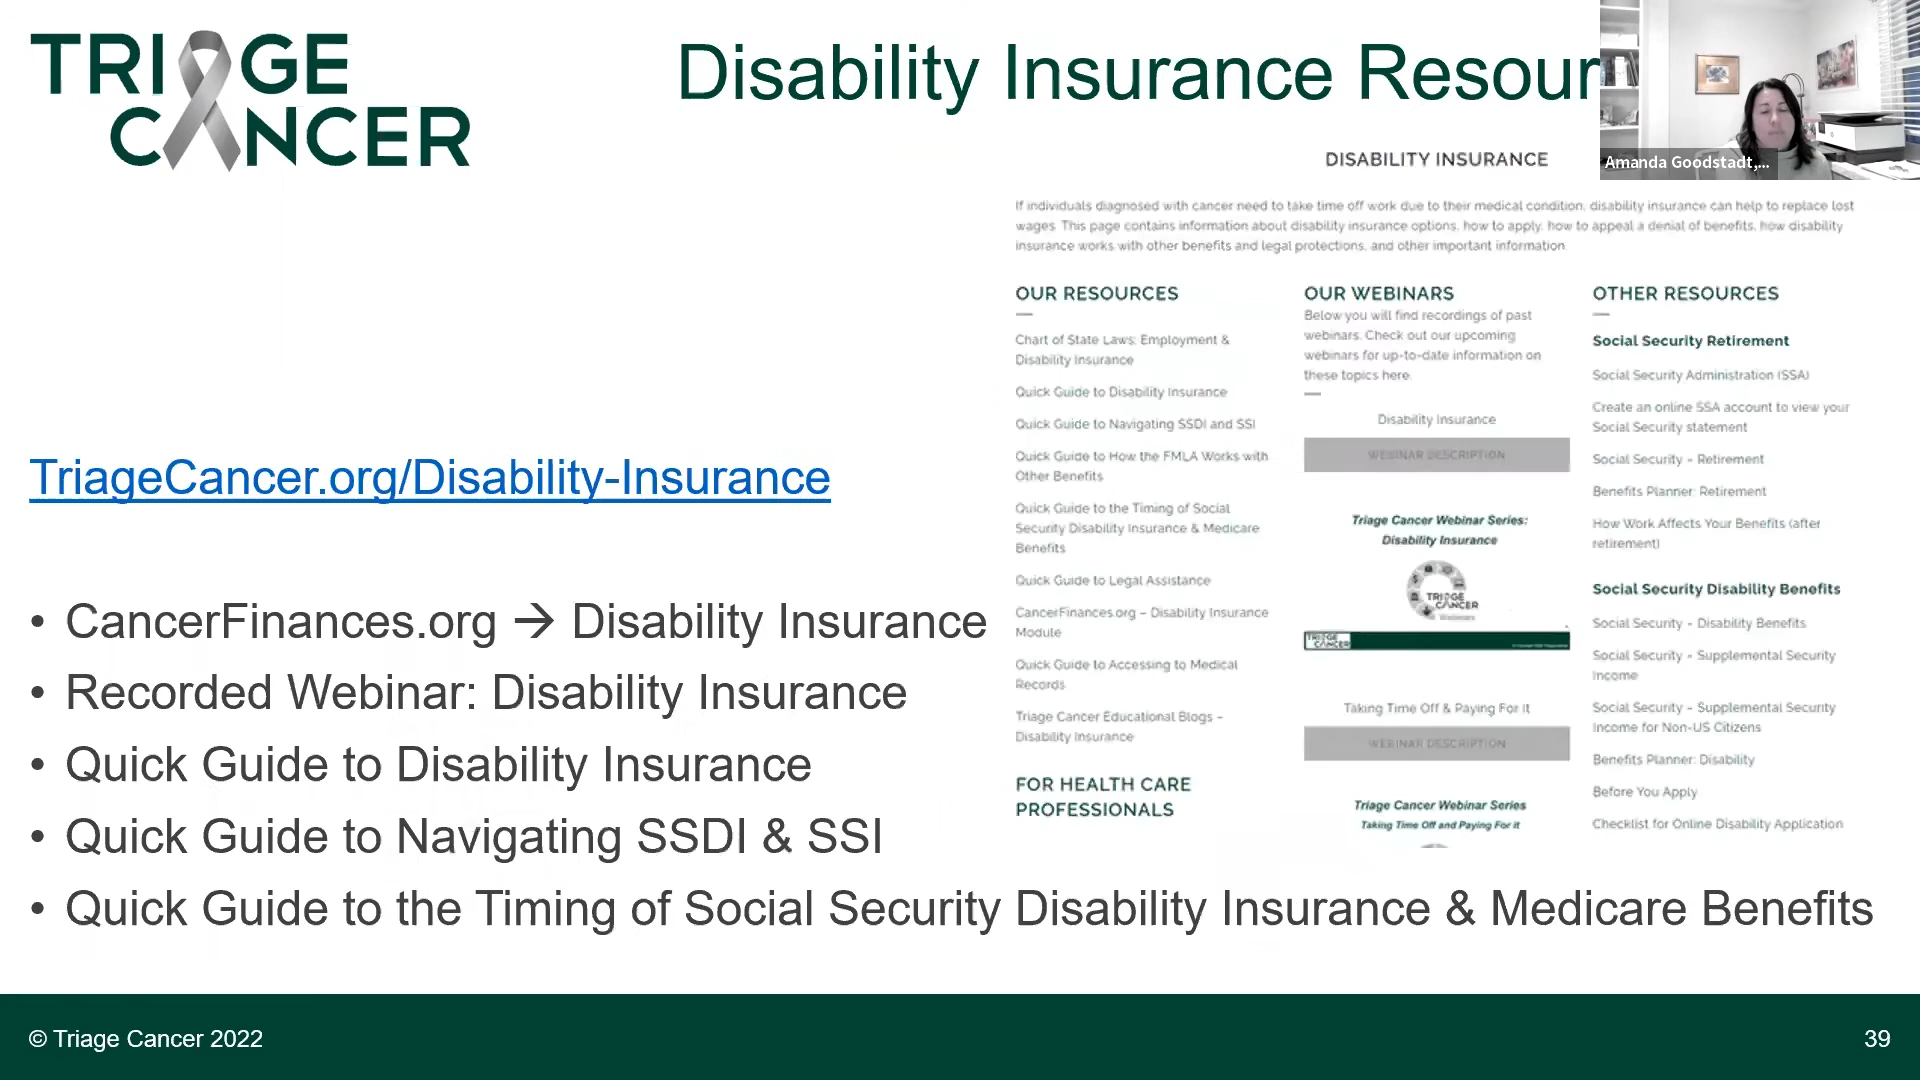 TRIAGE
CANCER
Disability Insurance Resour
Amanda Goodstadt,...
DISABILITY INSURANCE
If individuals diagnosed with cancer need to take time off work due to their medical condition, disability insurance can help to replace lost
wages. This page contains information about disability insurance options, how to apply, how to appeal a denial of benefits, how disability
insurance works with other benefits and legal protections, and other important information.
OUR RESOURCES
Chart of State Laws: Employment &
Disability Insurance
Quick Guide to Disability Insurance
Quick Guide to Navigating SSDI and SSI
Quick Guide to How the FMLA Works with
Other Benefits
Quick Guide to the Timing of Social
Security Disability Insurance & Medicare
Benefits
Quick Guide to Legal Assistance
CancerFinances.org – Disability Insurance
Module
Quick Guide to Accessing to Medical
Records
Triage Cancer Educational Blogs –
Disability Insurance
FOR HEALTH CARE
PROFESSIONALS
OUR WEBINARS
Below you will find recordings of past
webinars. Check out our upcoming
webinars for up-to-date information on
these topics here.
Disability Insurance
WEBINAR DESCRIPTION
Triage Cancer Webinar Series:
Disability Insurance
TRIAGE
CANCER
Webinars
TRIAGE
CANCER
Taking Time Off & Paying For It
WEBINAR DESCRIPTION
Triage Cancer Webinar Series
Taking Time Off and Paying For it
OTHER RESOURCES
Social Security Retirement
Social Security Administration (SSA)
Create an online SSA account to view your
Social Security statement
Social Security – Retirement
Benefits Planner: Retirement
How Work Affects Your Benefits (after
retirement)
Social Security Disability Benefits
Social Security – Disability Benefits
Social Security – Supplemental Security
Income
Social Security – Supplemental Security
Income for Non-US Citizens
Benefits Planner: Disability
Before You Apply
Checklist for Online Disability Application
TriageCancer.org/Disability-Insurance
• CancerFinances.org → Disability Insurance
• Recorded Webinar: Disability Insurance
• Quick Guide to Disability Insurance
• Quick Guide to Navigating SSDI & SSI
• Quick Guide to the Timing of Social Security Disability Insurance & Medicare Benefits
© Triage Cancer 2022
39